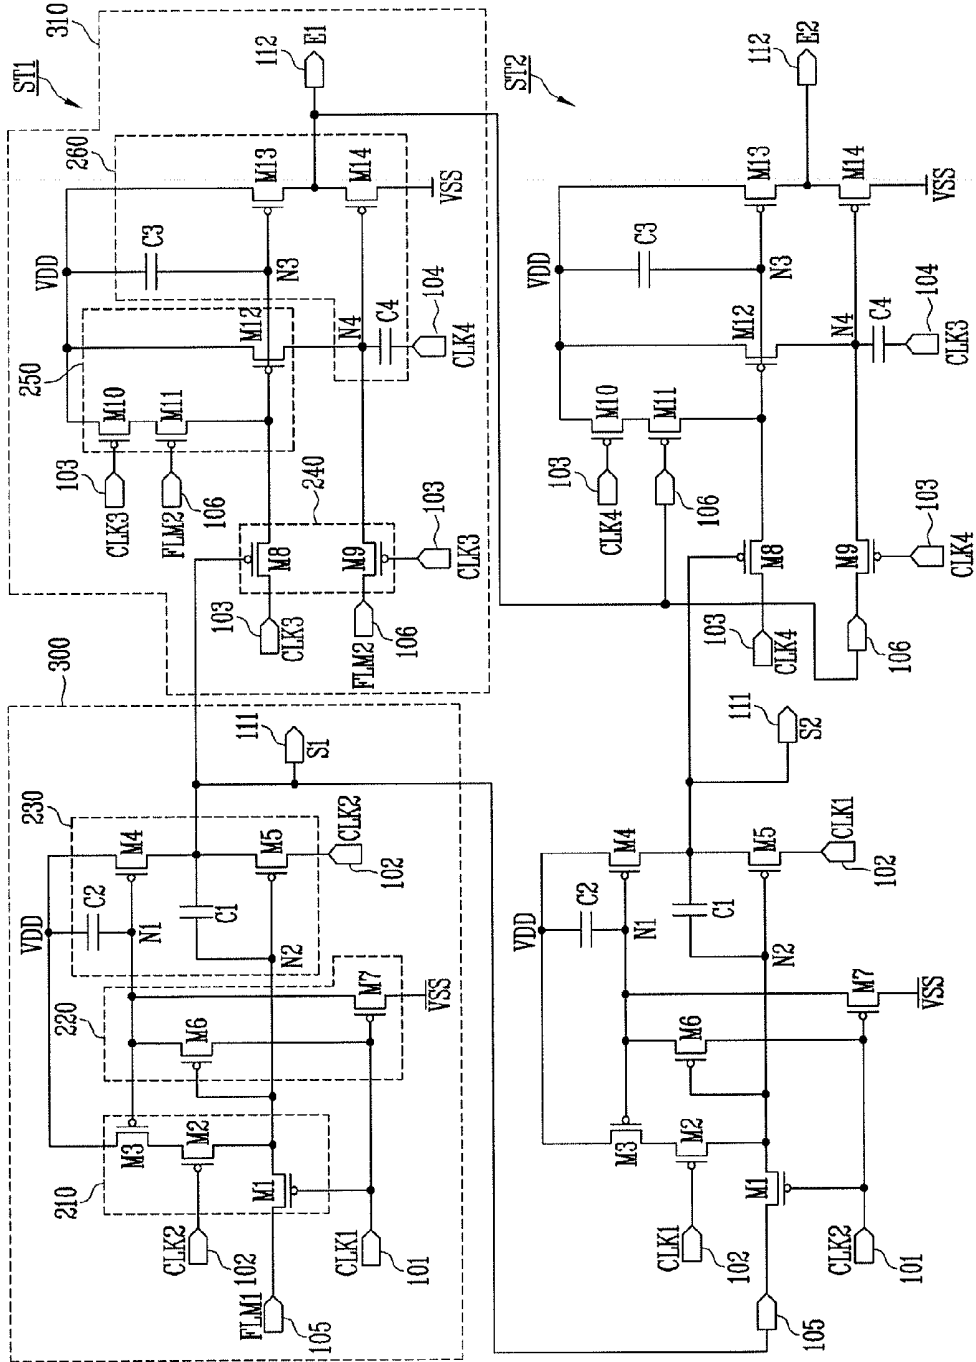 ST1
300
310
VDD
230
VDD
260
220
250
210
C2
M4
103
M10
C3
M3
N1
CLK3
M13
M6
106
M11
M2
FLM2
CLK2
C1
111
103
M12
N3
112
102
M5
S1
CLK3
M8
240
E1
FLM1
M1
N2
N4
M14
105
CLK2
M9
C4
CLK1
M7
102
106
103
104
101
VSS
FLM2
CLK3
CLK4
VSS
ST2
VDD
VDD
C2
M4
103
M10
C3
M3
N1
CLK4
M13
M6
106
M11
M2
CLK1
C1
111
103
M12
N3
112
102
M5
S2
CLK4
M8
E2
M1
N2
N4
M14
105
CLK1
M9
C4
CLK2
M7
102
106
103
104
101
VSS
CLK4
CLK3
VSS